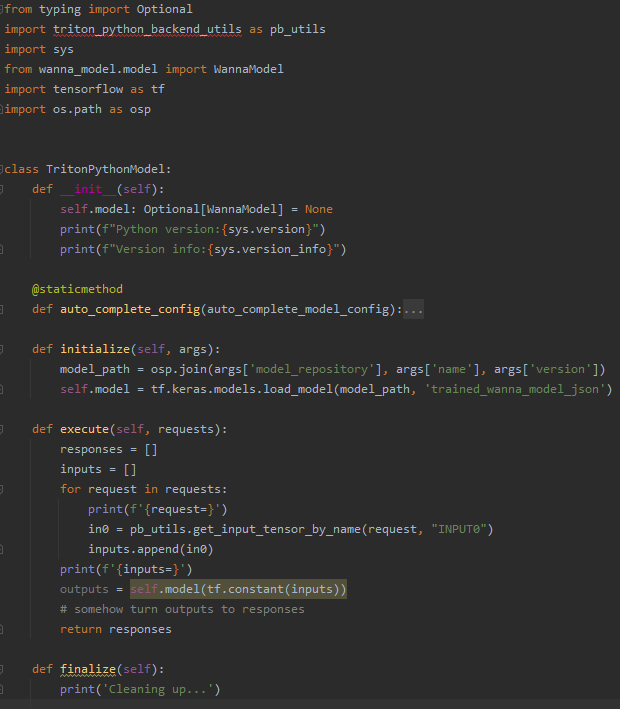 from typing import Optional
import triton_python_backend_utils as pb_utils
import sys
from wanna_model.model import WannaModel
import tensorflow as tf
import os.path as osp
class TritonPythonModel:
    def __init__(self):
        self.model: Optional[WannaModel] = None
        print(f"Python version:{sys.version}")
        print(f"Version info:{sys.version_info}")
    @staticmethod
    def auto_complete_config(auto_complete_model_config):...
    def initialize(self, args):
        model_path = osp.join(args['model_repository'], args['name'], args['version'])
        self.model = tf.keras.models.load_model(model_path, 'trained_wanna_model_json')
    def execute(self, requests):
        responses = []
        inputs = []
        for request in requests:
            print(f'{request=}')
            in0 = pb_utils.get_input_tensor_by_name(request, "INPUT0")
            inputs.append(in0)
        print(f'{inputs=}')
        outputs = self.model(tf.constant(inputs))
        # somehow turn outputs to responses
        return responses
    def finalize(self):
        print('Cleaning up...')